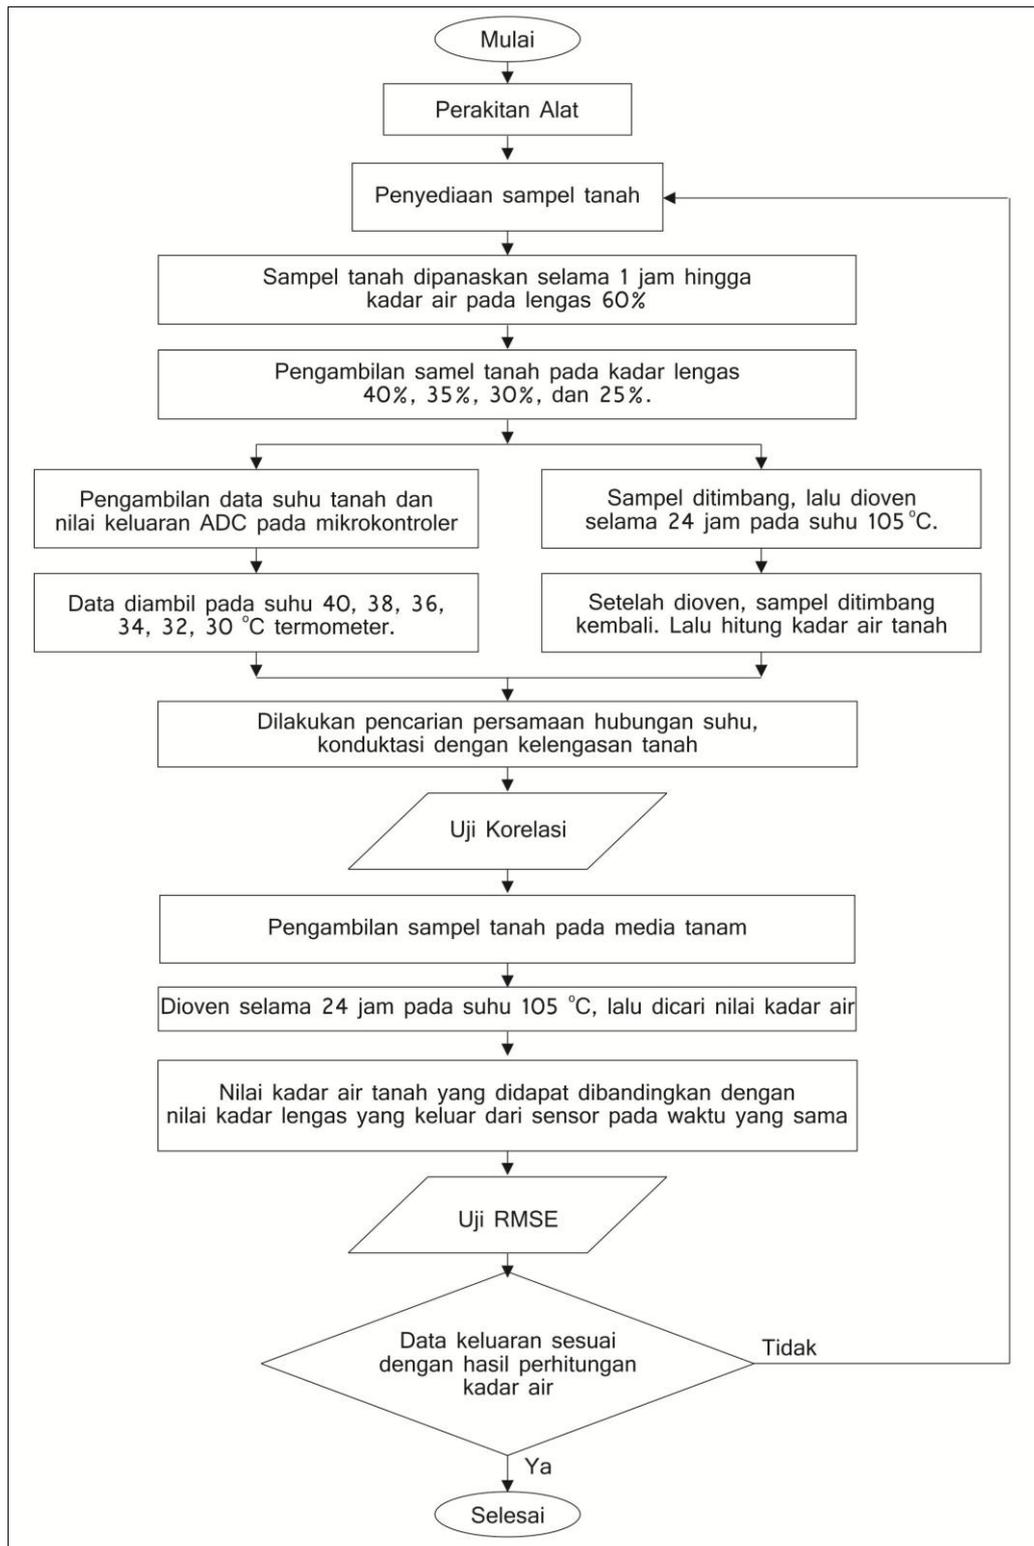 Mulai
Perakitan Alat
Penyediaan sampel tanah
Sampel tanah dipanaskan selama 1 jam hingga
kadar air pada lengas 60%
Pengambilan samel tanah pada kadar lengas
40%, 35%, 30%, dan 25%.
Pengambilan data suhu tanah dan
nilai keluaran ADC pada mikrokontroler
Data diambil pada suhu 40, 38, 36,
34, 32, 30 °C termometer.
Sampel ditimbang, lalu dioven
selama 24 jam pada suhu 105 °C.
Setelah dioven, sampel ditimbang
kembali. Lalu hitung kadar air tanah
Dilakukan pencarian persamaan hubungan suhu,
konduktasi dengan kelengasan tanah
Uji Korelasi
Pengambilan sampel tanah pada media tanam
Dioven selama 24 jam pada suhu 105 °C, lalu dicari nilai kadar air
Nilai kadar air tanah yang didapat dibandingkan dengan
nilai kadar lengas yang keluar dari sensor pada waktu yang sama
Uji RMSE
Data keluaran sesuai
dengan hasil perhitungan
kadar air
Tidak
Ya
Selesai